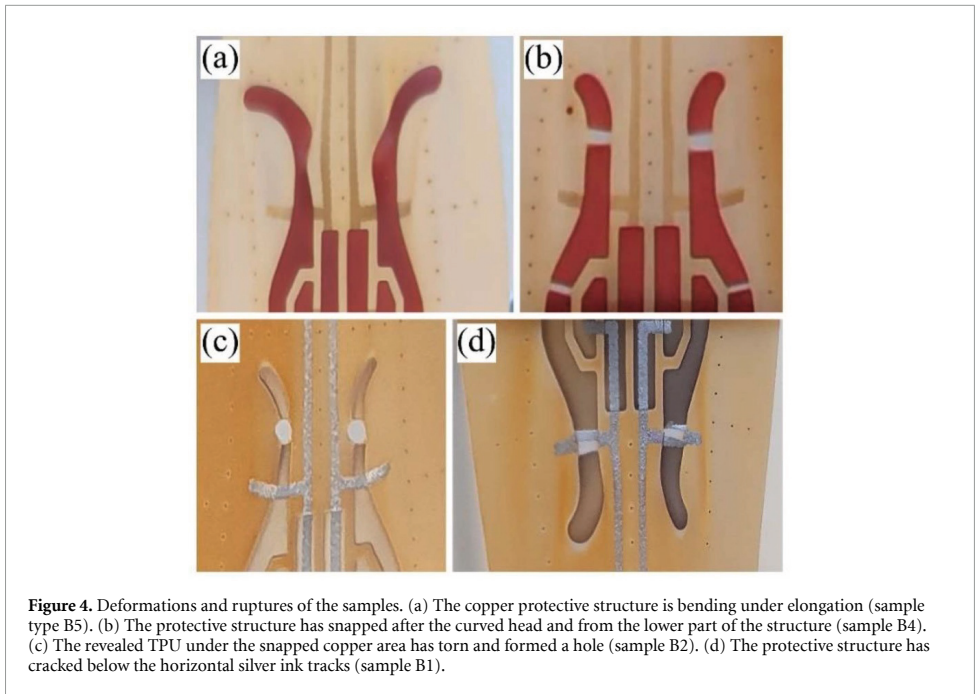 (a)
(b)
(c)
(d)
Figure 4. Deformations and ruptures of the samples. (a) The copper protective structure is bending under elongation (sample
type B5). (b) The protective structure has snapped after the curved head and from the lower part of the structure (sample B4).
(c) The revealed TPU under the snapped copper area has torn and formed a hole (sample B2). (d) The protective structure has
cracked below the horizontal silver ink tracks (sample B1).